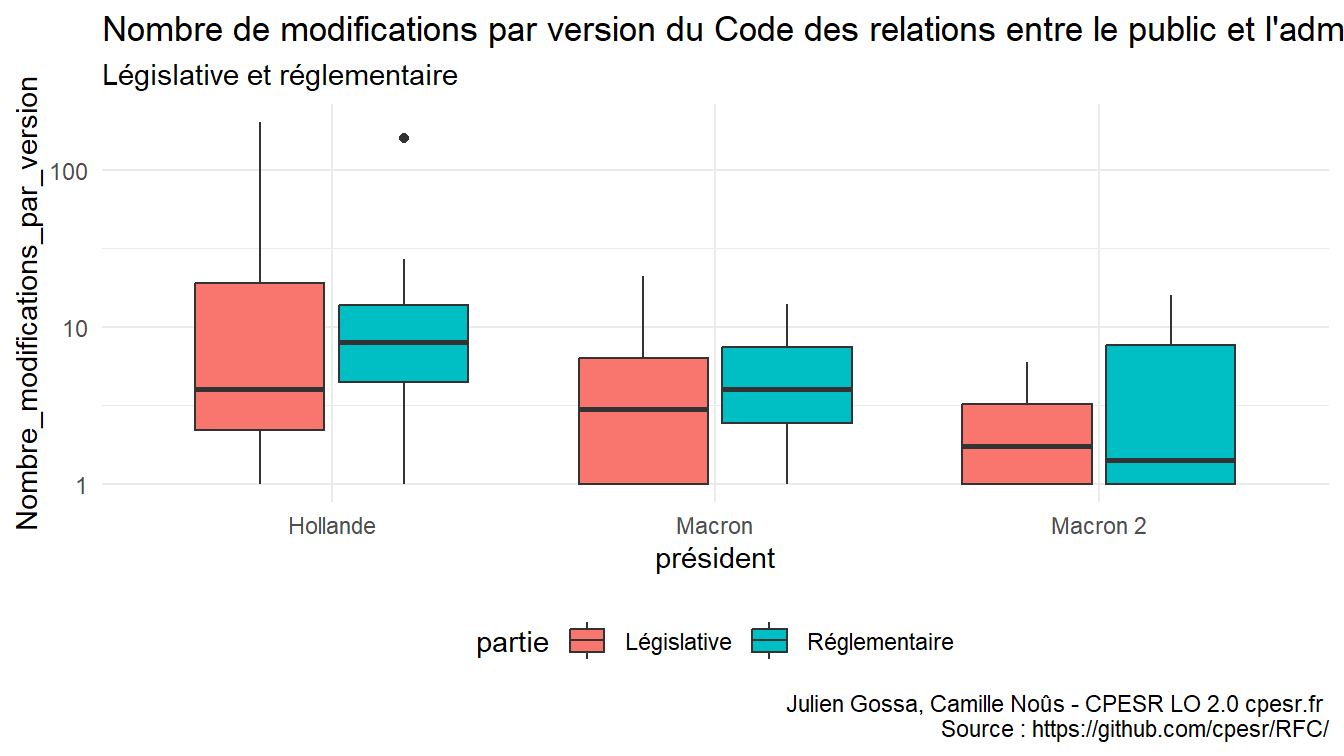 Nombre de modifications par version du Code des relations entre le public et l'adm
Législative et réglementaire
Nombre_modifications_par_version
100
10
1
Hollande
Macron
Macron 2
président
partie
Législative
Réglementaire
Julien Gossa, Camille Noûs - CPESR LO 2.0 cpesr.fr
Source : https://github.com/cpesr/RFC/